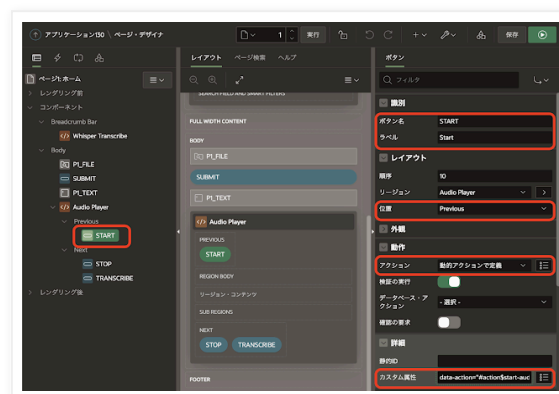 アプリケーション130 \ ページ・デザイナ
1
実行
保存
ページ1: ホーム
レンダリング前
コンポーネント
Breadcrumb Bar
Whisper Transcribe
Body
P1_FILE
SUBMIT
P1_TEXT
Audio Player
Previous
START
Next
STOP
TRANSCRIBE
レンダリング後
レイアウト ページ検索 ヘルプ
SEARCH FIELD AND SMART FILTERS
FULL WIDTH CONTENT
BODY
P1_FILE
SUBMIT
P1_TEXT
Audio Player
PREVIOUS
START
REGION BODY
リージョン・コンテンツ
SUB REGIONS
NEXT
STOP TRANSCRIBE
FOOTER
ボタン
フィルタ
識別
ボタン名 START
ラベル Start
レイアウト
順序 10
リージョン Audio Player
位置 Previous
外観
動作
アクション 動的アクションで定義
検証の実行
データベース・ア
クション - 選択 -
確認の要求
詳細
静的ID
カスタム属性 data-action="#action$start-auc